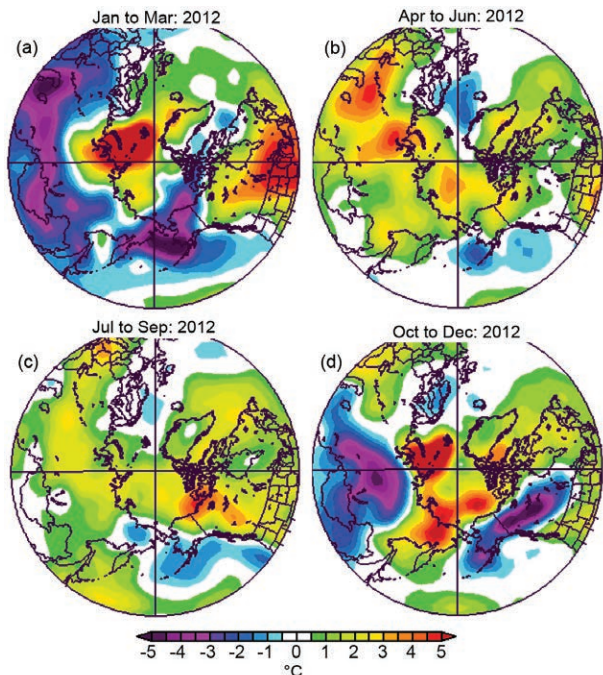 Jan to Mar: 2012
Apr to Jun: 2012
(a)
(b)
Jul to Sep: 2012
Oct to Dec: 2012
(c)
(d)
-5 -4 -3 -2 -1 0 1 2 3 4 5
°C